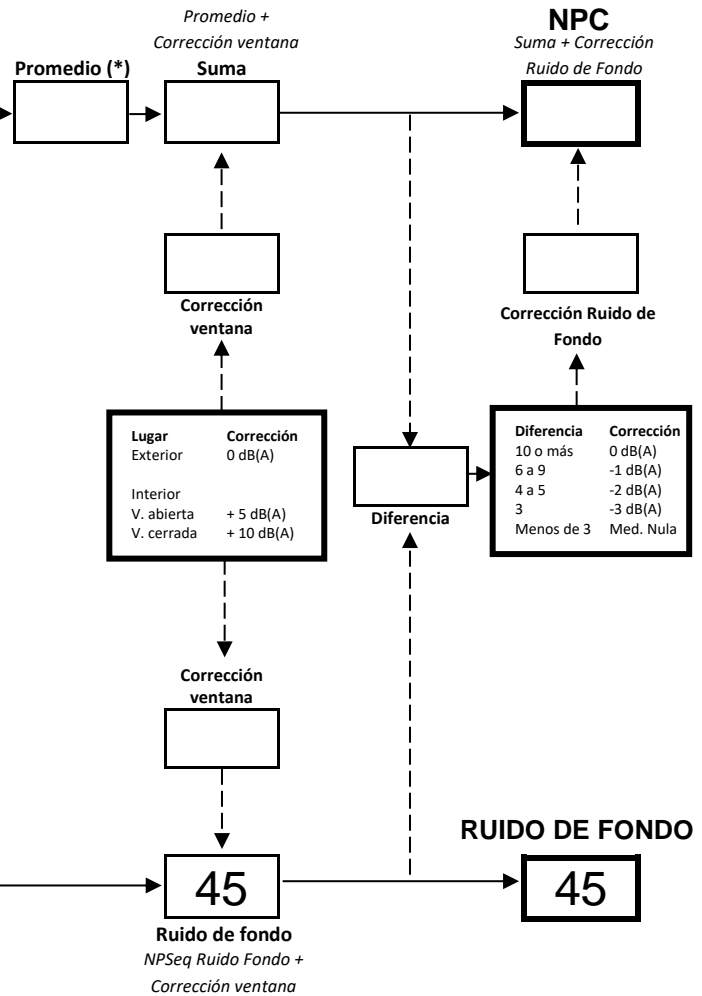 Promedio +
Corrección ventana
NPC
Suma + Corrección
Ruido de Fondo
Promedio (*)
Suma
Corrección
ventana
Corrección Ruido de
Fondo
Lugar Corrección
Exterior 0 dB(A)
Interior
V. abierta + 5 dB(A)
V. cerrada + 10 dB(A)
Diferencia
Diferencia Corrección
10 o más 0 dB(A)
6 a 9 -1 dB(A)
4 a 5 -2 dB(A)
3 -3 dB(A)
Menos de 3 Med. Nula
Corrección
ventana
RUIDO DE FONDO
45
45
Ruido de fondo
NPSeq Ruido Fondo +
Corrección ventana